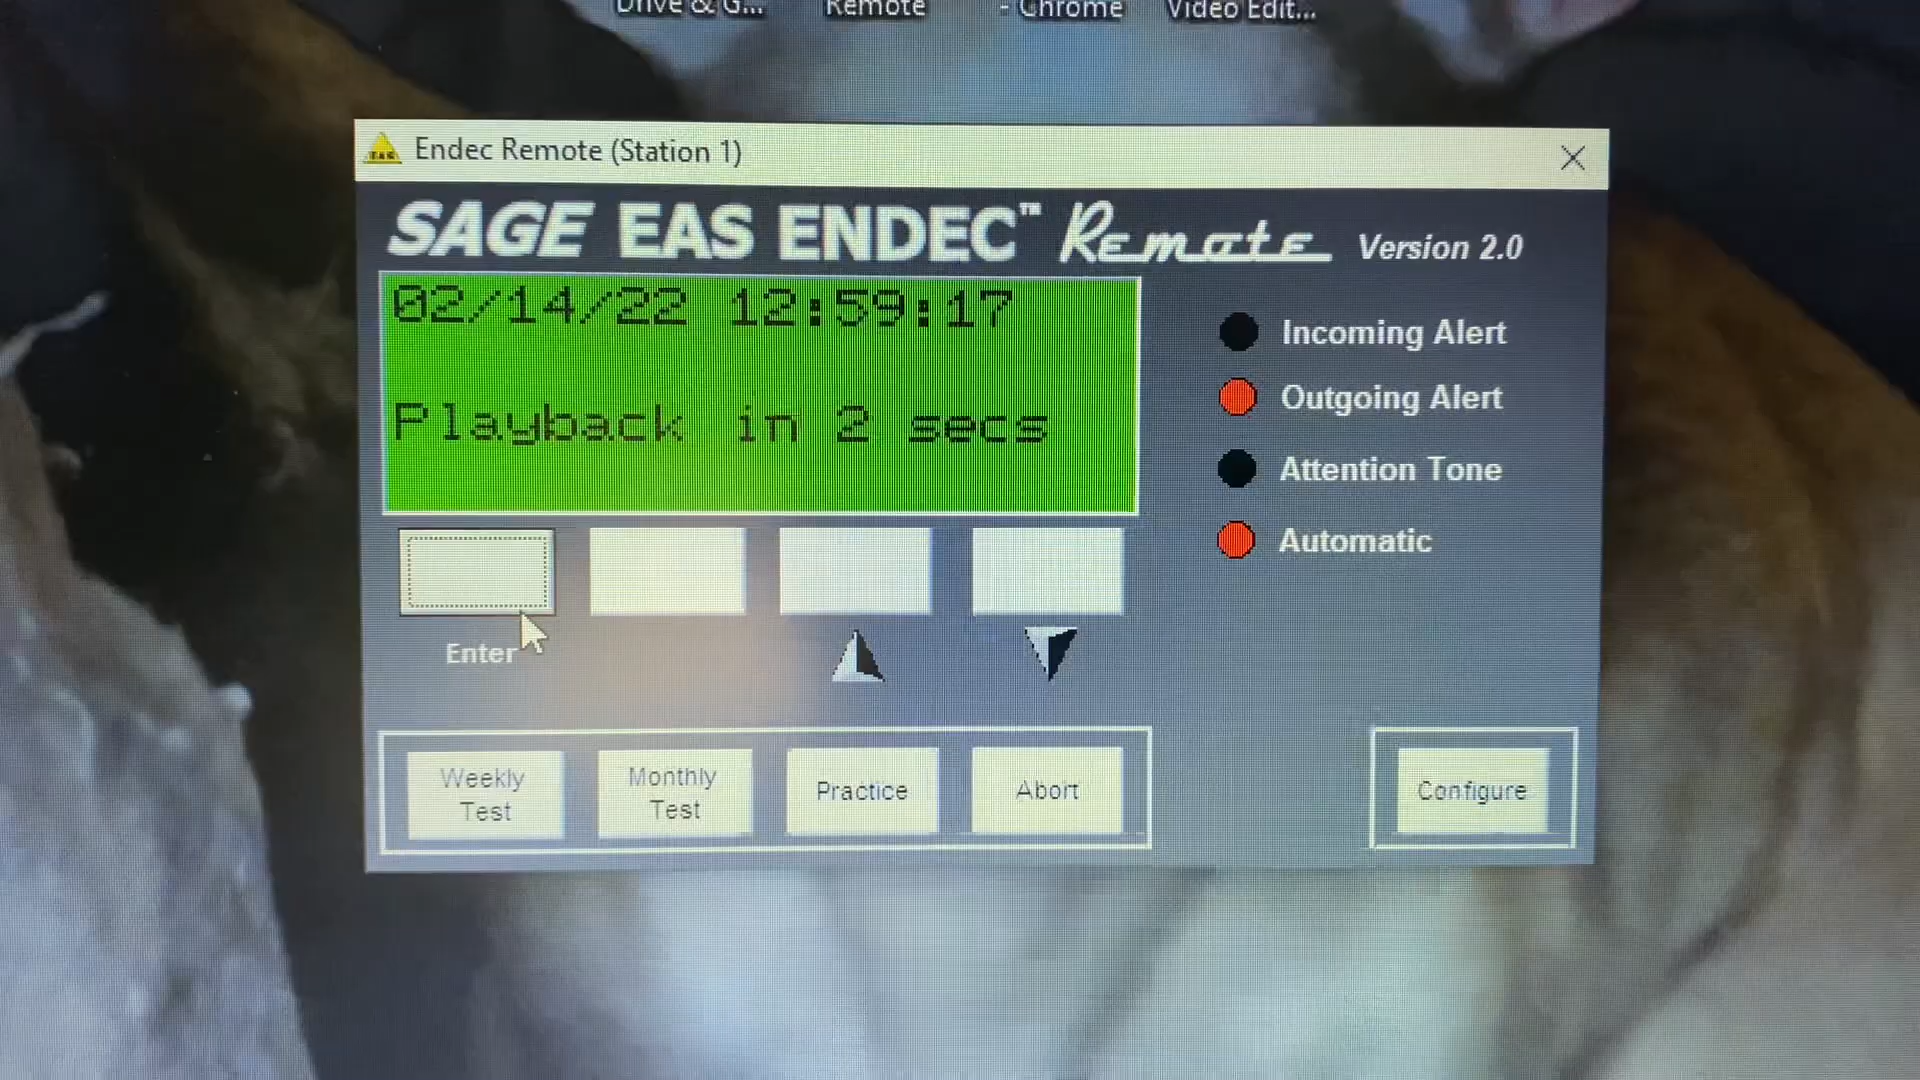 Drive & G... Remote - Chrome Video Edit...
Endec Remote (Station 1)
SAGE EAS ENDEC™ Remote Version 2.0
02/14/22 12:59:17
Playback in 2 secs
Incoming Alert
Outgoing Alert
Attention Tone
Automatic
Enter
Weekly Test
Monthly Test
Practice
Abort
Configure